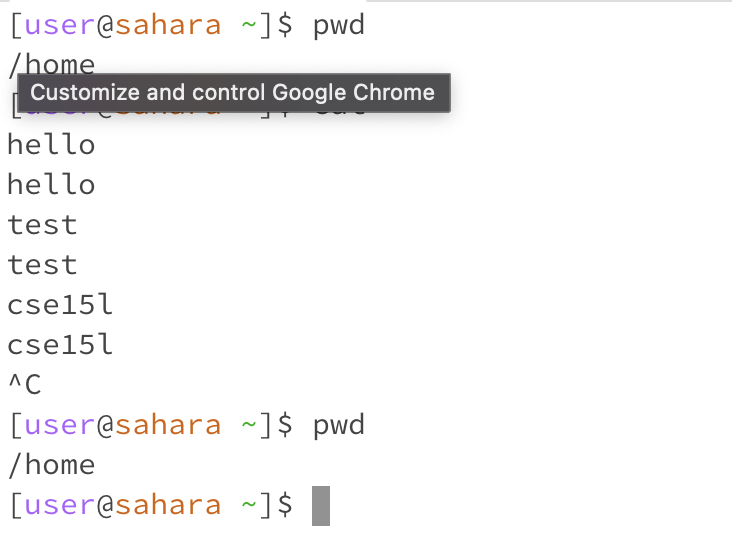 [user@sahara ~]$ pwd
/home
Customize and control Google Chrome
hello
hello
test
test
cse15l
cse15l
^C
[user@sahara ~]$ pwd
/home
[user@sahara ~]$